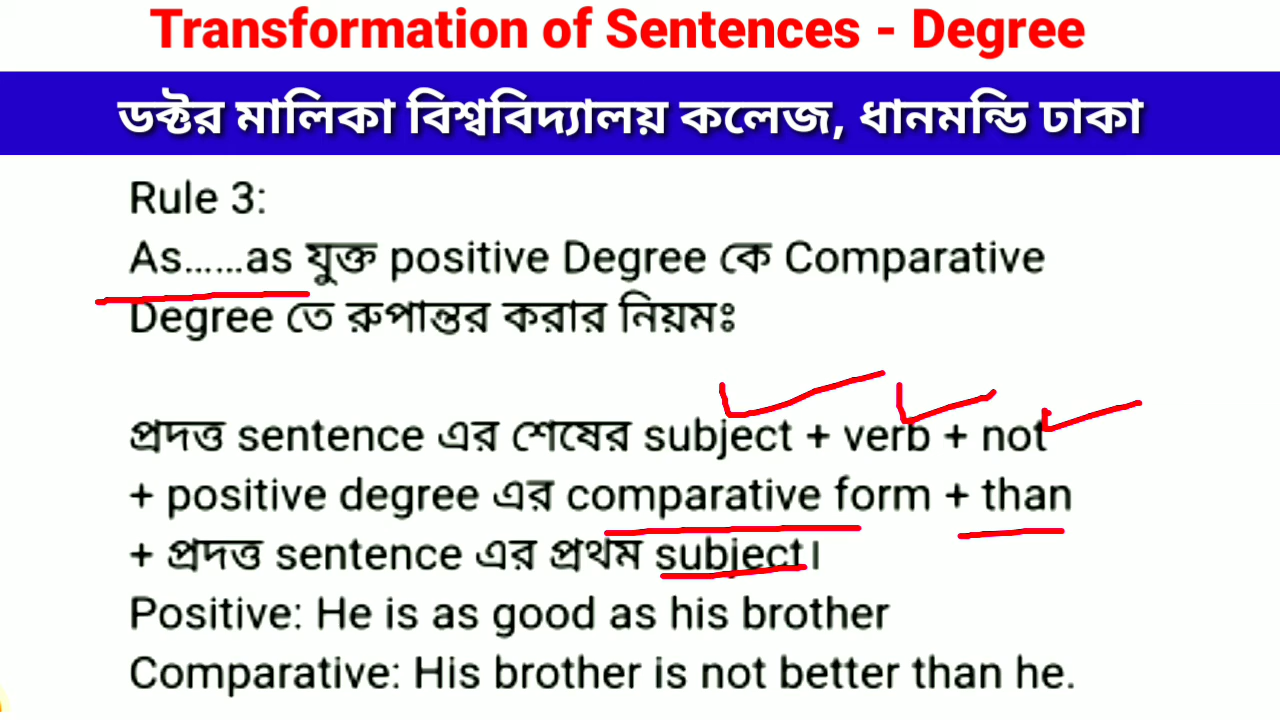 Transformation of Sentences - Degree
ডক্টর মালিকা বিশ্ববিদ্যালয় কলেজ, ধানমন্ডি ঢাকা
Rule 3:
As......as যুক্ত positive Degree কে Comparative
Degree তে রুপান্তর করার নিয়মঃ
প্রদত্ত sentence এর শেষের subject + verb + not
+ positive degree এর comparative form + than
+ প্রদত্ত sentence এর প্রথম subject।
Positive: He is as good as his brother
Comparative: His brother is not better than he.